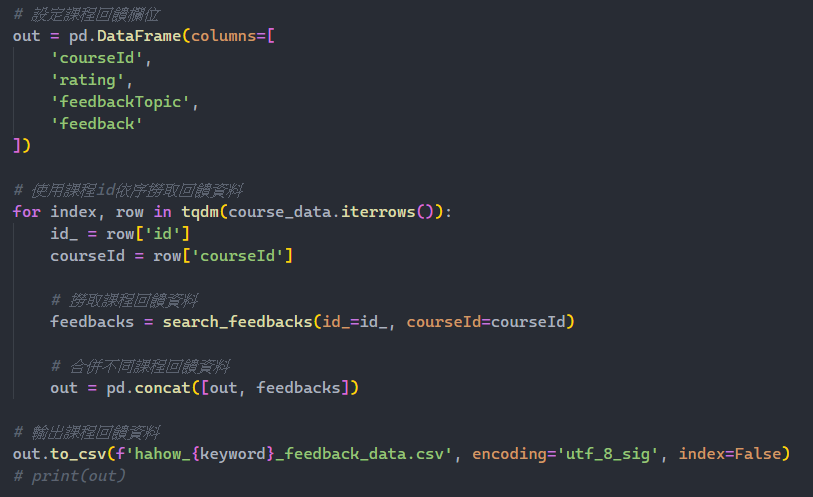 # 設定課程回饋欄位
out = pd.DataFrame(columns=[
    'courseId',
    'rating',
    'feedbackTopic',
    'feedback'
])
# 使用課程id依序撈取回饋資料
for index, row in tqdm(course_data.iterrows()):
    id_ = row['id']
    courseId = row['courseId']
    # 撈取課程回饋資料
    feedbacks = search_feedbacks(id_=id_, courseId=courseId)
    # 合併不同課程回饋資料
    out = pd.concat([out, feedbacks])
# 輸出課程回饋資料
out.to_csv(f'hahow_{keyword}_feedback_data.csv', encoding='utf_8_sig', index=False)
# print(out)